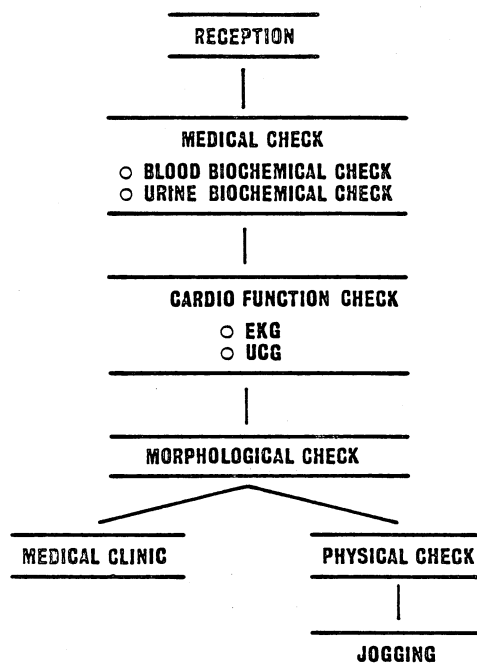 RECEPTION
MEDICAL CHECK
○ BLOOD BIOCHEMICAL CHECK
○ URINE BIOCHEMICAL CHECK
CARDIO FUNCTION CHECK
○ EKG
○ UCG
MORPHOLOGICAL CHECK
MEDICAL CLINIC
PHYSICAL CHECK
JOGGING